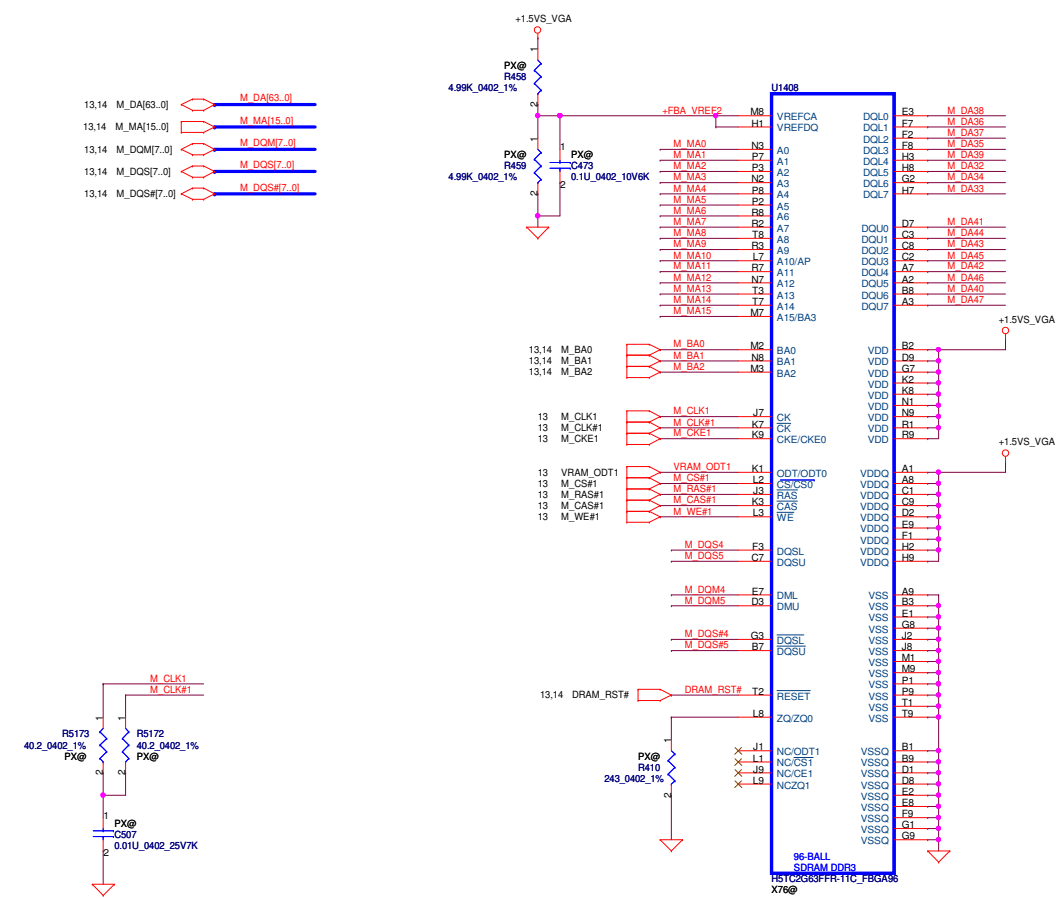 +1.5VS_VGA
PX@
R458
4.99K_0402_1%
1
2
13,14 M_DA[63..0] M_DA[63..0]
13,14 M_MA[15..0] M_MA[15..0]
13,14 M_DQM[7..0] M_DQM[7..0]
13,14 M_DQS[7..0] M_DQS[7..0]
13,14 M_DQS#[7..0] M_DQS#[7..0]
PX@
R459
4.99K_0402_1%
1
2
PX@
C473
0.1U_0402_10V6K
1
2
U1408
+FBA_VREF2 M8 VREFCA
H1 VREFDQ
M_MA0 N3 A0
M_MA1 P7 A1
M_MA2 P3 A2
M_MA3 N2 A3
M_MA4 P8 A4
M_MA5 P2 A5
M_MA6 R8 A6
M_MA7 R2 A7
M_MA8 T8 A8
M_MA9 R3 A9
M_MA10 L7 A10/AP
M_MA11 R7 A11
M_MA12 N7 A12
M_MA13 T3 A13
M_MA14 T7 A14
M_MA15 M7 A15/BA3
13,14 M_BA0 M_BA0 M2 BA0
13,14 M_BA1 M_BA1 N8 BA1
13,14 M_BA2 M_BA2 M3 BA2
13 M_CLK1 M_CLK1 J7 CK
13 M_CLK#1 M_CLK#1 K7 CK
13 M_CKE1 M_CKE1 K9 CKE/CKE0
13 VRAM_ODT1 VRAM_ODT1 K1 ODT/ODT0
13 M_CS#1 M_CS#1 L2 CS/CS0
13 M_RAS#1 M_RAS#1 J3 RAS
13 M_CAS#1 M_CAS#1 K3 CAS
13 M_WE#1 M_WE#1 L3 WE
M_DQS4 F3 DQSL
M_DQS5 C7 DQSU
M_DQM4 E7 DML
M_DQM5 D3 DMU
M_DQS#4 G3 DQSL
M_DQS#5 B7 DQSU
13,14 DRAM_RST# DRAM_RST# T2 RESET
L8 ZQ/ZQ0
J1 NC/ODT1
L1 NC/CS1
J9 NC/CE1
L9 NCZQ1
PX@
R410
243_0402_1%
1
2
DQL0 E3 M_DA38
DQL1 F7 M_DA36
DQL2 F2 M_DA37
DQL3 F8 M_DA35
DQL4 H3 M_DA39
DQL5 H8 M_DA32
DQL6 G2 M_DA34
DQL7 H7 M_DA33
DQU0 D7 M_DA41
DQU1 C3 M_DA44
DQU2 C8 M_DA43
DQU3 C2 M_DA45
DQU4 A7 M_DA42
DQU5 A2 M_DA46
DQU6 B8 M_DA40
DQU7 A3 M_DA47
+1.5VS_VGA
VDD B2
VDD D9
VDD G7
VDD K2
VDD K8
VDD N1
VDD N9
VDD R1
VDD R9
+1.5VS_VGA
VDDQ A1
VDDQ A8
VDDQ C1
VDDQ C9
VDDQ D2
VDDQ E9
VDDQ F1
VDDQ H2
VDDQ H9
VSS A9
VSS B3
VSS E1
VSS G8
VSS J2
VSS J8
VSS M1
VSS M9
VSS P1
VSS P9
VSS T1
VSS T9
VSSQ B1
VSSQ B9
VSSQ D1
VSSQ D8
VSSQ E2
VSSQ E8
VSSQ F9
VSSQ G1
VSSQ G9
96-BALL
SDRAM DDR3
H5TC2G63FFR-11C_FBGA96
X76@
M_CLK1
M_CLK#1
R5173
40.2_0402_1%
PX@
1
2
R5172
40.2_0402_1%
PX@
1
2
PX@
C507
0.01U_0402_25V7K
1
2